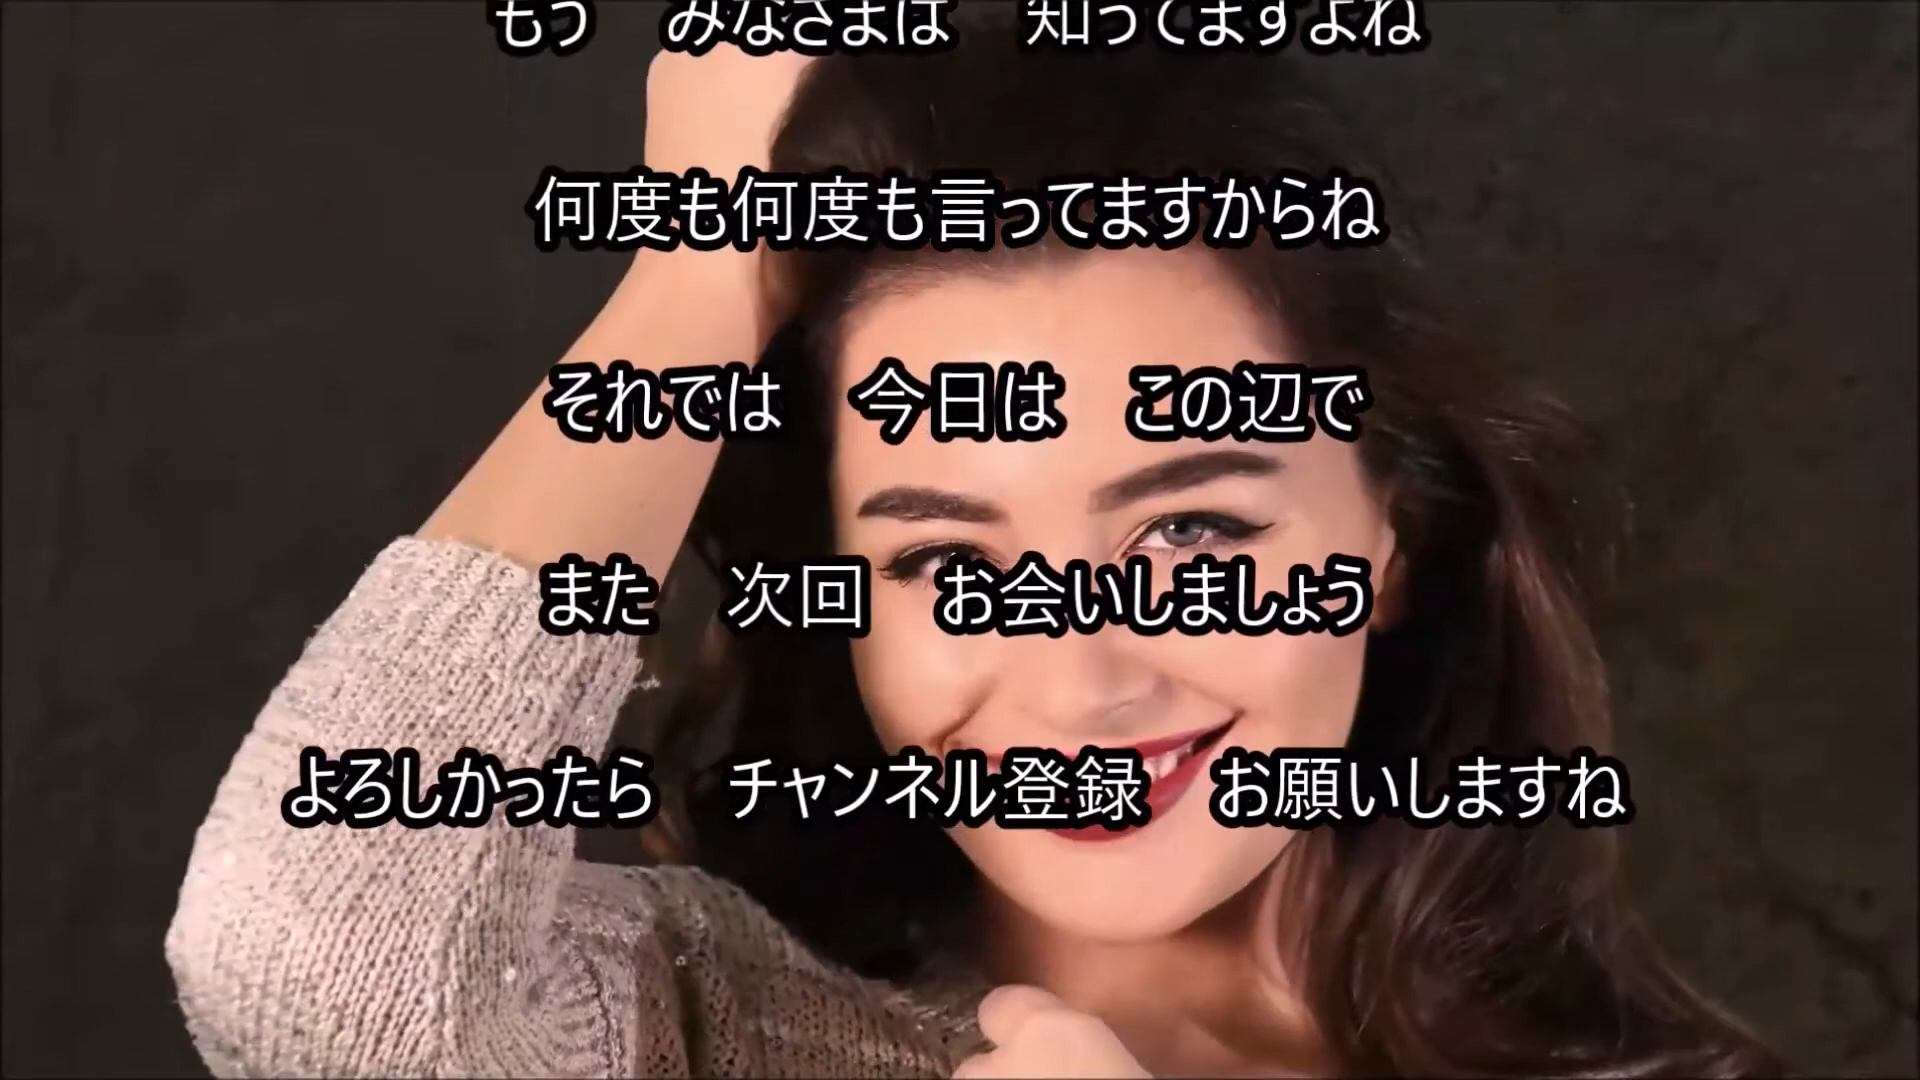 もう　みなさまは　知ってますよね
何度も何度も言ってますからね
それでは　今日は　この辺で
また　次回　お会いしましょう
よろしかったら　チャンネル登録　お願いしますね